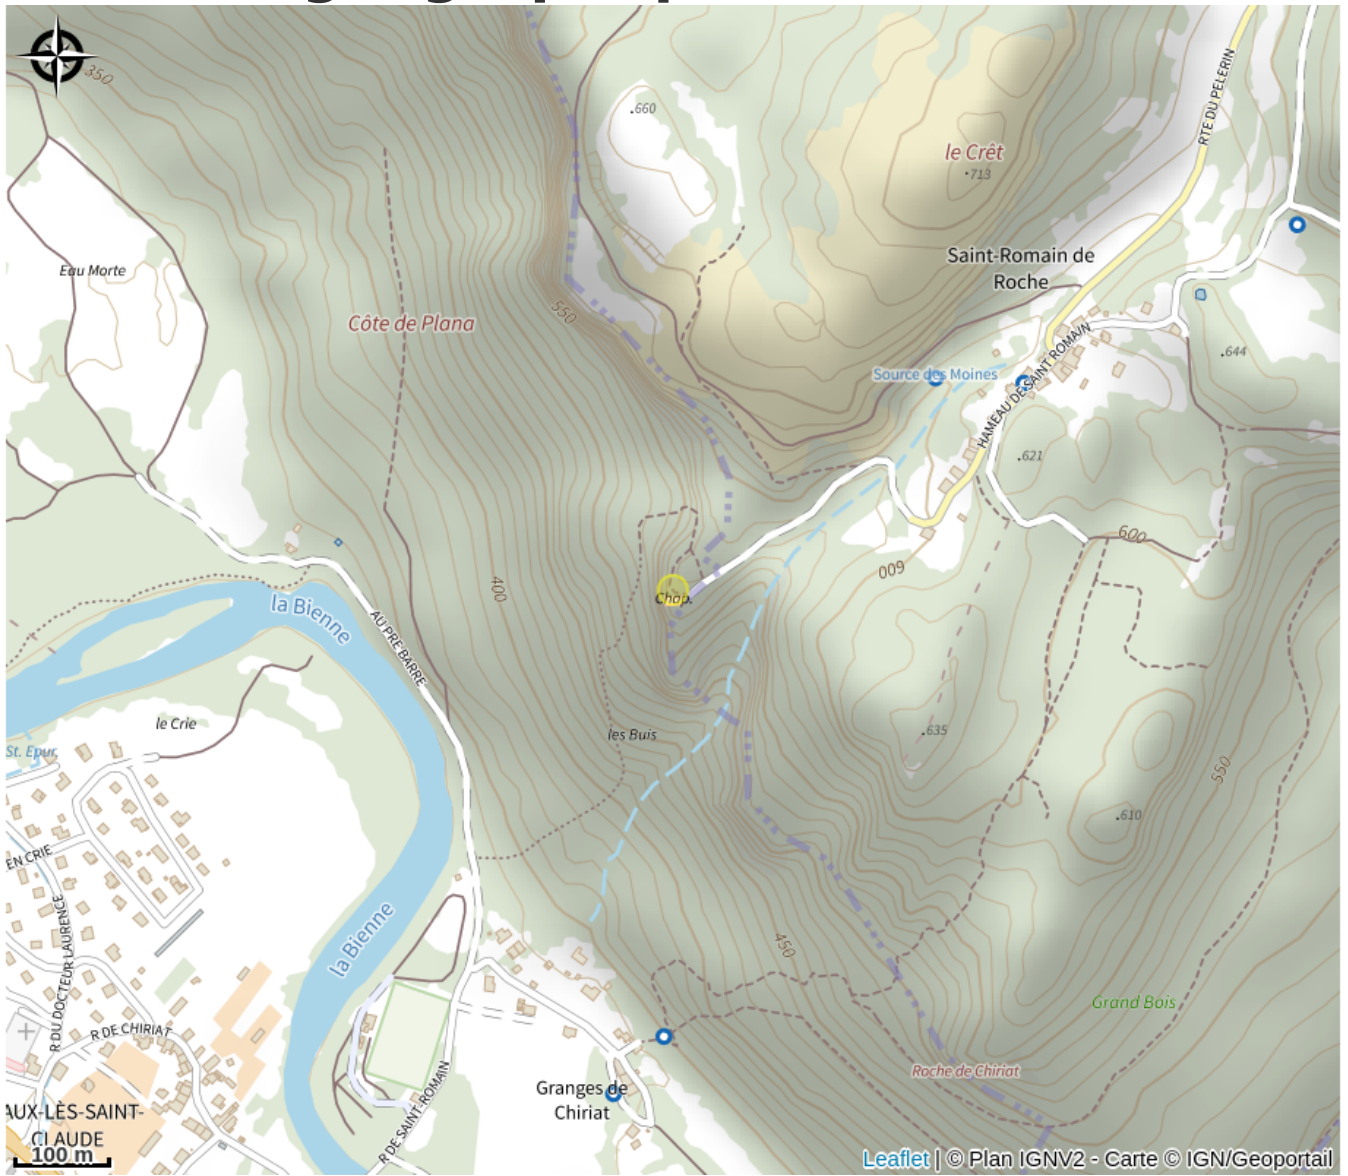 350
.660
RTE DU PELERIN
le Crêt
.713
Saint-Romain de
Roche
Eau Morte
Côte de Plana
550
HAMEAU DE SAINT ROMAIN
.644
Source des Moines
.621
600
600
400
Chap.
la Bienne
AU PRE BARRE
le Crie
St. Epur
les Buis
.635
550
.610
EN CRIE
R DU DOCTEUR LAURENCE
la Bienne
450
Grand Bois
R DE CHIRIAT
Roche de Chiriat
Granges de
Chiriat
R DE SAINT-ROMAIN
AUX-LÈS-SAINT-
CLAUDE
100 m
Leaflet | © Plan IGNV2 - Carte © IGN/Geoportail